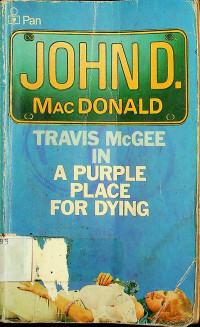 Pan
JOHN D.
MACDONALD
TRAVIS McGEE
IN
A PURPLE
PLACE
FOR DYING